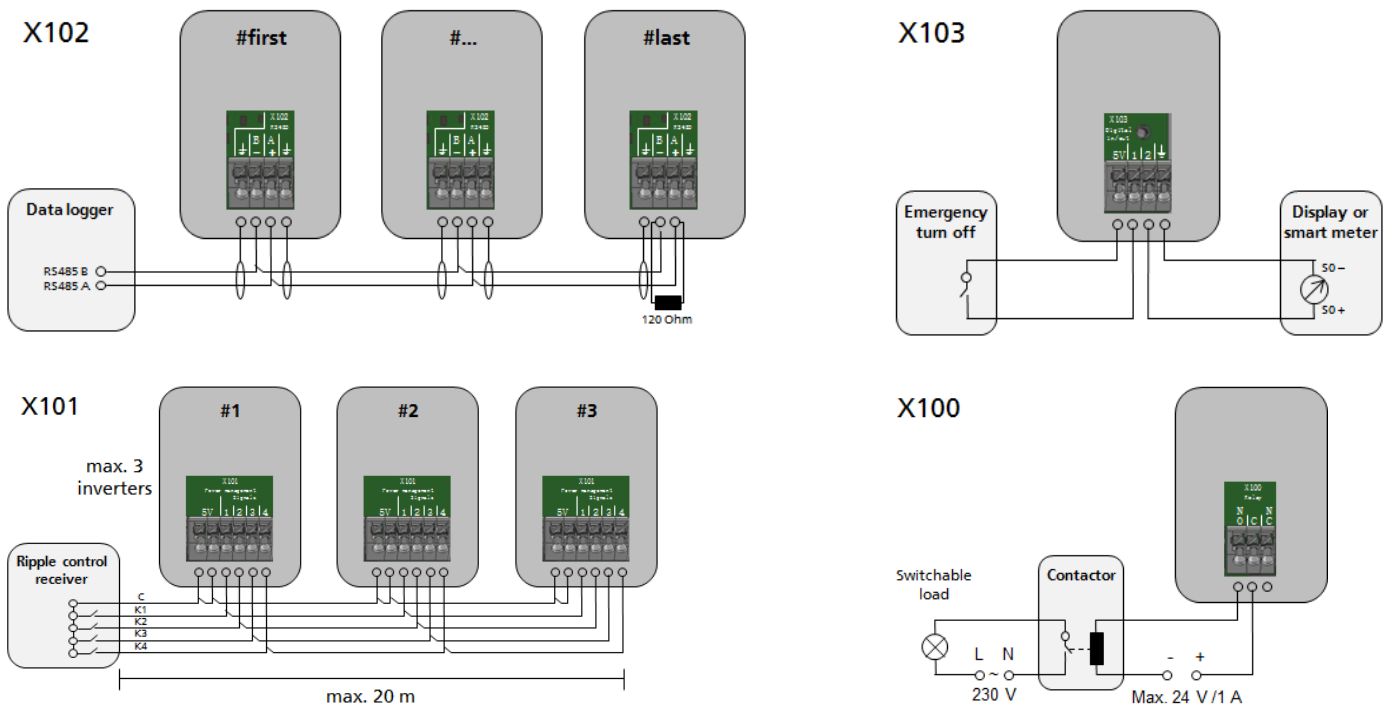 X102
#first
#...
#last
X102
RS485
B A
- +
X102
RS485
B A
- +
X102
RS485
B A
- +
Data logger
RS485 B
RS485 A
120 Ohm
X103
X103
Digital
in/out
5V 1 2
Emergency
turn off
Display or
smart meter
S0 –
S0 +
X101
max. 3
inverters
#1
#2
#3
X101
Power management
Signals
5V 1 2 3 4
X101
Power management
Signals
5V 1 2 3 4
X101
Power management
Signals
5V 1 2 3 4
Ripple control
receiver
C
K1
K2
K3
K4
max. 20 m
X100
X100
Relay
N N
O C C
Switchable
load
Contactor
L N
~
230 V
- +
Max. 24 V /1 A